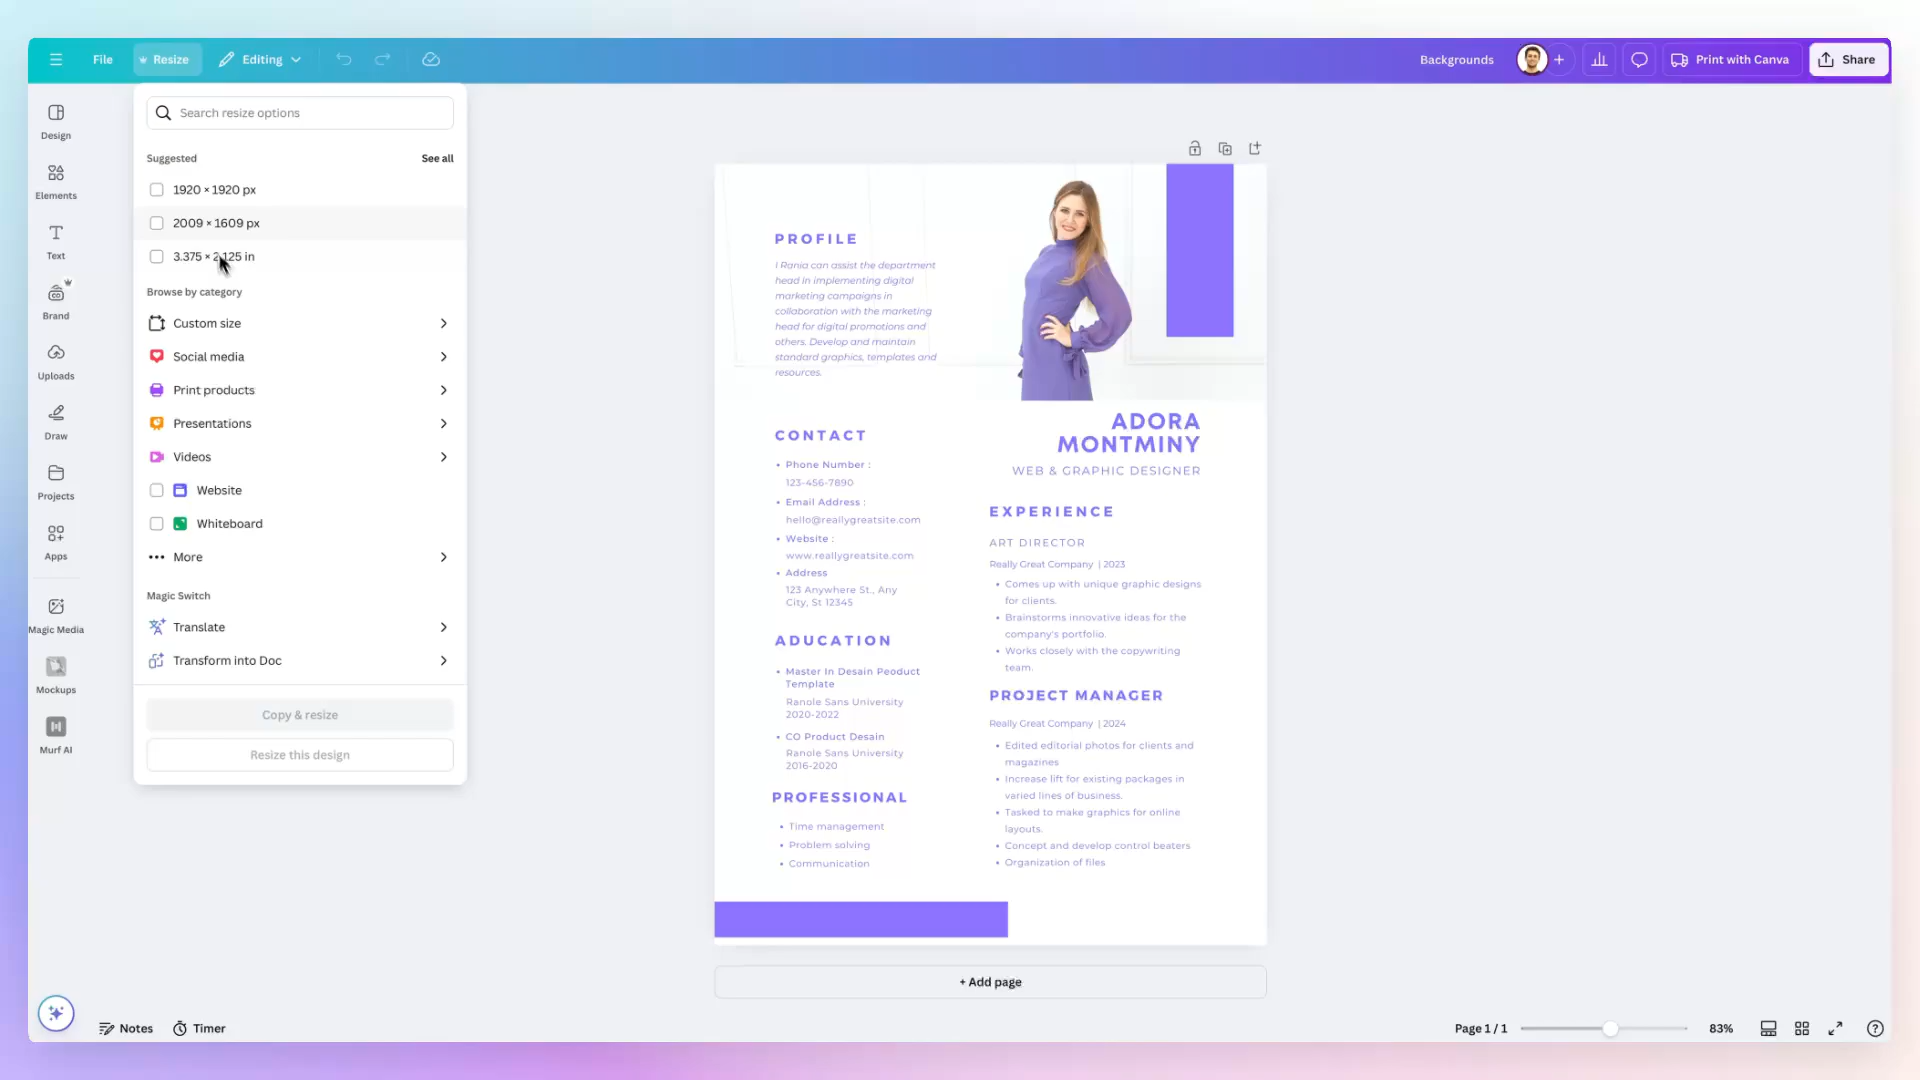 File
Resize
Editing
Backgrounds
Print with Canva
Share
Design
Elements
Text
Brand
Uploads
Draw
Projects
Apps
Magic Media
Mockups
Murf AI
Search resize options
Suggested
See all
1920 × 1920 px
2009 × 1609 px
3.375 × 2.125 in
Browse by category
Custom size
Social media
Print products
Presentations
Videos
Website
Whiteboard
More
Magic Switch
Translate
Transform into Doc
Copy & resize
Resize this design
PROFILE
I Rania can assist the department
head in implementing digital
marketing campaigns in
collaboration with the marketing
head for digital promotions and
others. Develop and maintain
standard graphics, templates and
resources.
CONTACT
• Phone Number :
123-456-7890
• Email Address :
hello@reallygreatsite.com
• Website :
www.reallygreatsite.com
• Address
123 Anywhere St., Any
City, St 12345
ADUCATION
• Master In Desain Peoduct
Template
Ranole Sans University
2020-2022
• CO Product Desain
Ranole Sans University
2016-2020
PROFESSIONAL
• Time management
• Problem solving
• Communication
ADORA
MONTMINY
WEB & GRAPHIC DESIGNER
EXPERIENCE
ART DIRECTOR
Really Great Company | 2023
• Comes up with unique graphic designs
for clients.
• Brainstorms innovative ideas for the
company's portfolio.
• Works closely with the copywriting
team.
PROJECT MANAGER
Really Great Company | 2024
• Edited editorial photos for clients and
magazines
• Increase lift for existing packages in
varied lines of business.
• Tasked to make graphics for online
layouts.
• Concept and develop control beaters
• Organization of files
+ Add page
Notes
Timer
Page 1 / 1
83%